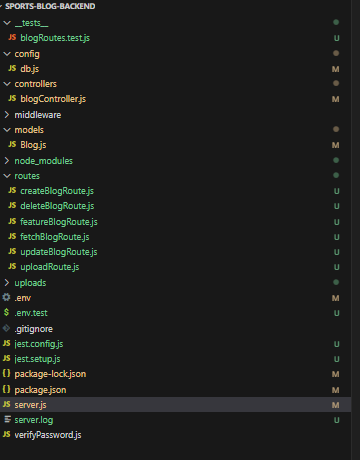 SPORTS-BLOG-BACKEND
__tests__
JS blogRoutes.test.js U
config
JS db.js M
controllers
JS blogController.js M
middleware
models
JS Blog.js M
node_modules
routes
JS createBlogRoute.js U
JS deleteBlogRoute.js U
JS featureBlogRoute.js U
JS fetchBlogRoute.js U
JS updateBlogRoute.js U
JS uploadRoute.js U
uploads
.env M
$ .env.test U
.gitignore
JS jest.config.js U
JS jest.setup.js U
{} package-lock.json M
{} package.json M
JS server.js M
server.log U
JS verifyPassword.js